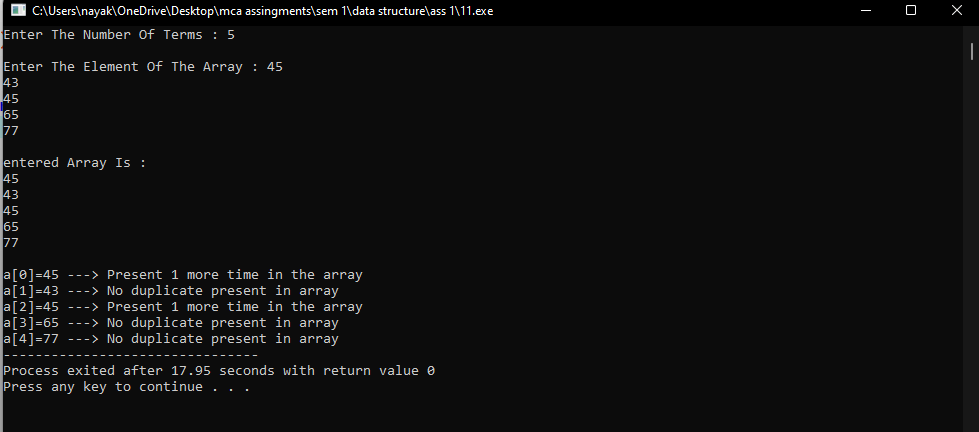 C:\Users\nayak\OneDrive\Desktop\mca assingments\sem 1\data structure\ass 1\11.exe
Enter The Number Of Terms : 5
Enter The Element Of The Array : 45
43
45
65
77
entered Array Is :
45
43
45
65
77
a[0]=45 ---> Present 1 more time in the array
a[1]=43 ---> No duplicate present in array
a[2]=45 ---> Present 1 more time in the array
a[3]=65 ---> No duplicate present in array
a[4]=77 ---> No duplicate present in array
--------------------------------
Process exited after 17.95 seconds with return value 0
Press any key to continue . . .